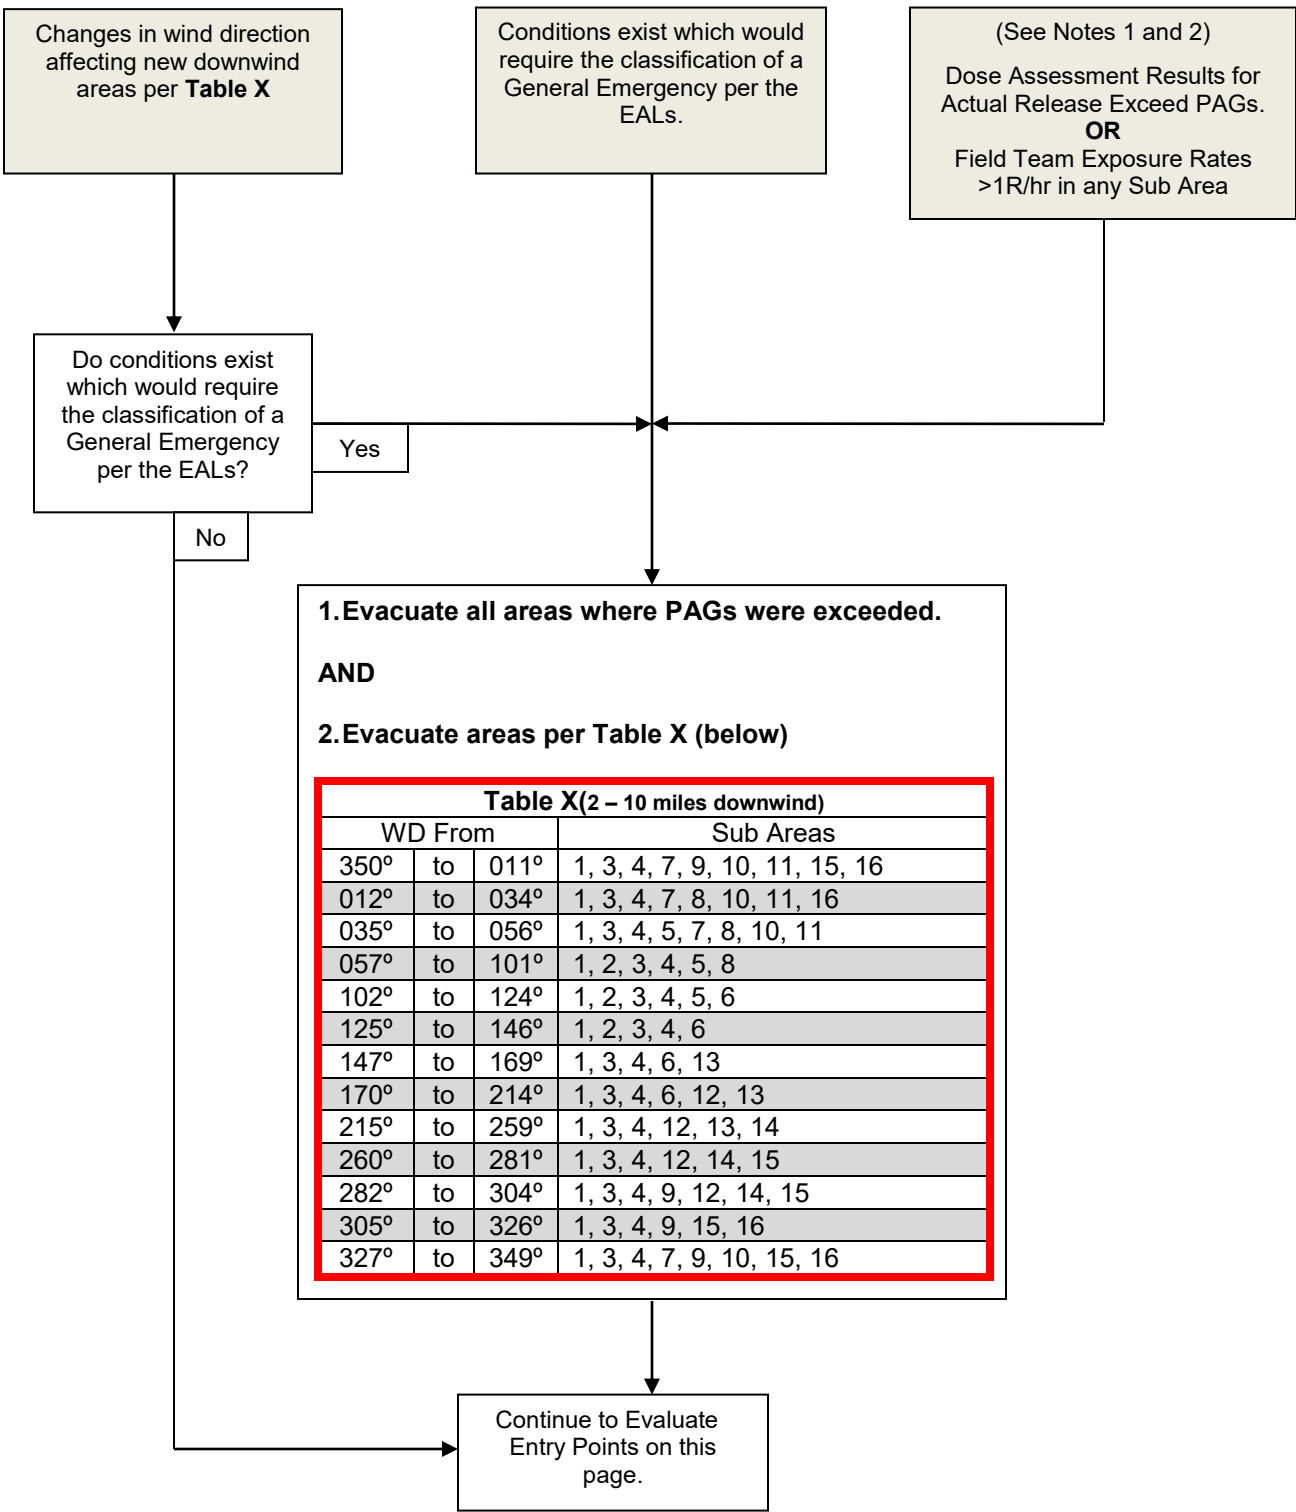 Changes in wind direction
affecting new downwind
areas per Table X
Conditions exist which would
require the classification of a
General Emergency per the
EALs.
(See Notes 1 and 2)
Dose Assessment Results for
Actual Release Exceed PAGs.
OR
Field Team Exposure Rates
>1R/hr in any Sub Area
Do conditions exist
which would require
the classification of a
General Emergency
per the EALs?
Yes
No
1.Evacuate all areas where PAGs were exceeded.
AND
2.Evacuate areas per Table X (below)
Table X(2 – 10 miles downwind)
WD From Sub Areas
350º to 011º 1, 3, 4, 7, 9, 10, 11, 15, 16
012º to 034º 1, 3, 4, 7, 8, 10, 11, 16
035º to 056º 1, 3, 4, 5, 7, 8, 10, 11
057º to 101º 1, 2, 3, 4, 5, 8
102º to 124º 1, 2, 3, 4, 5, 6
125º to 146º 1, 2, 3, 4, 6
147º to 169º 1, 3, 4, 6, 13
170º to 214º 1, 3, 4, 6, 12, 13
215º to 259º 1, 3, 4, 12, 13, 14
260º to 281º 1, 3, 4, 12, 14, 15
282º to 304º 1, 3, 4, 9, 12, 14, 15
305º to 326º 1, 3, 4, 9, 15, 16
327º to 349º 1, 3, 4, 7, 9, 10, 15, 16
Continue to Evaluate
Entry Points on this
page.